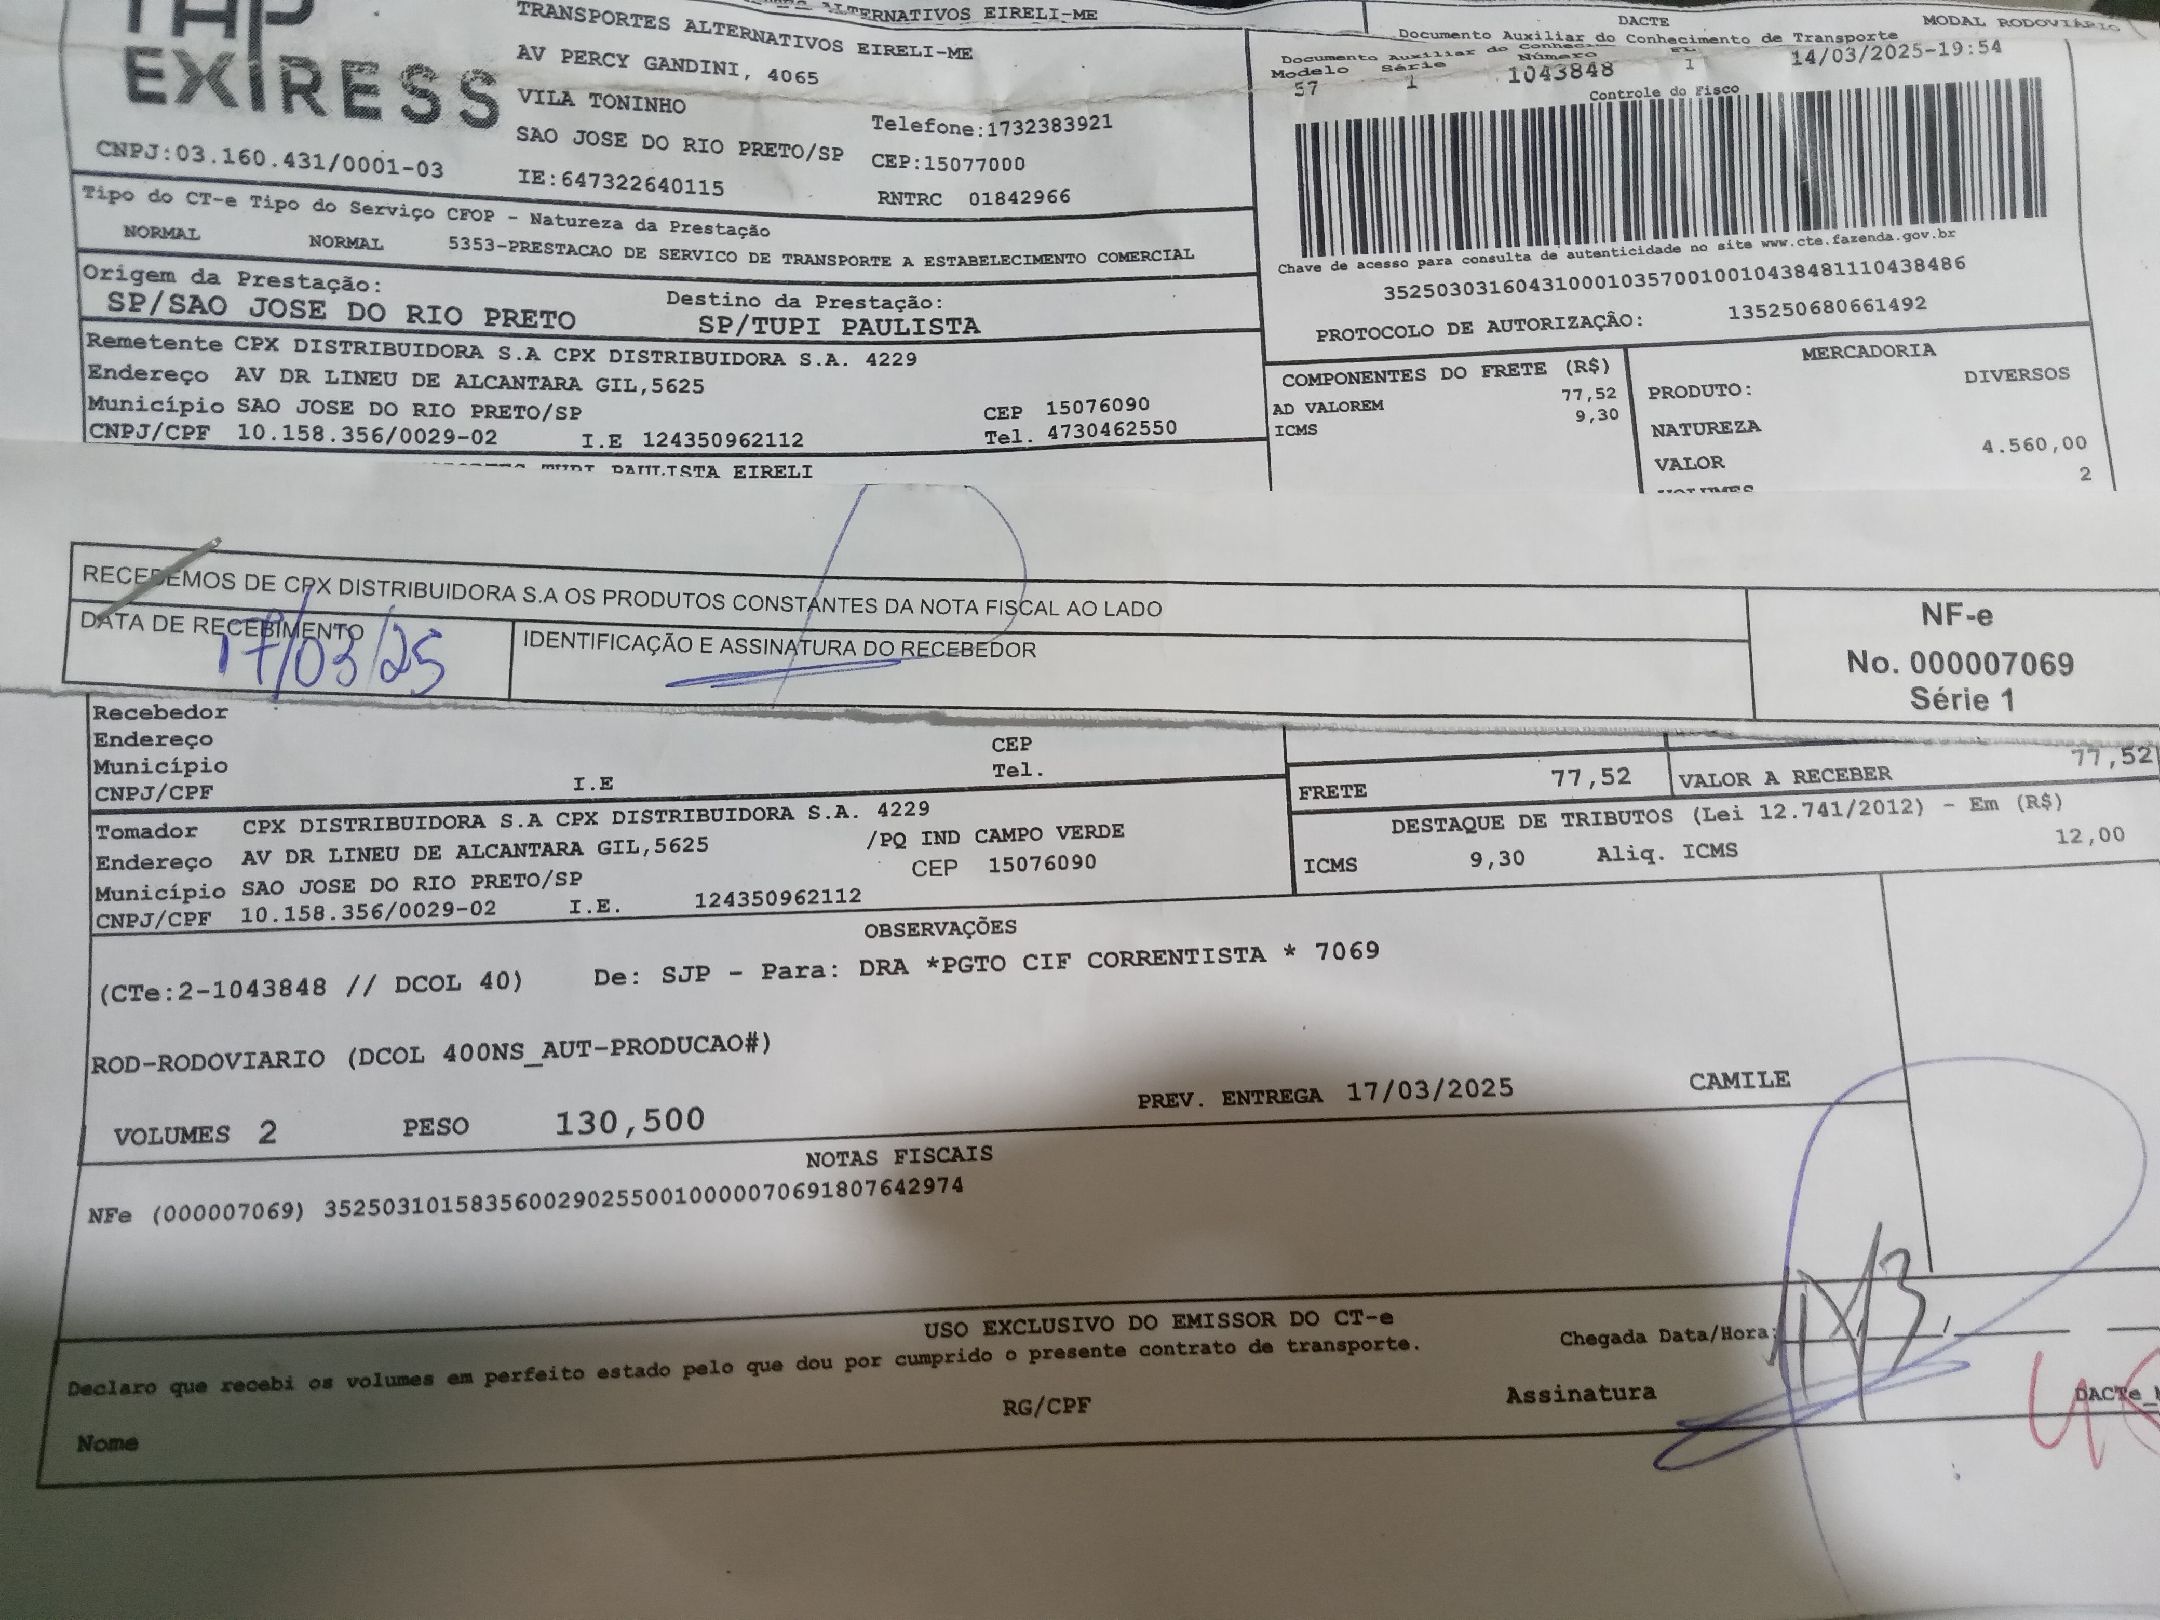 TRANSPORTES ALTERNATIVOS EIRELI-ME
ALTERNATIVOS EIRELI-ME
EXPRESS
AV PERCY GANDINI, 4065
VILA TONINHO
Telefone:1732383921
SAO JOSE DO RIO PRETO/SP CEP:15077000
CNPJ:03.160.431/0001-03
IE:647322640115
RNTRC 01842966
DACTE MODAL RODOVIÁRIO
Documento Auxiliar do Conhecimento de Transporte
Modelo Série Número
57 1 1043848 1 14/03/2025-19:54
Controle do Fisco
Chave de acesso para consulta de autenticidade no site www.cte.fazenda.gov.br
35250303160431000103570010010438481110438486
PROTOCOLO DE AUTORIZAÇÃO: 135250680661492
Tipo do CT-e Tipo do Serviço CFOP - Natureza da Prestação
NORMAL NORMAL 5353-PRESTACAO DE SERVICO DE TRANSPORTE A ESTABELECIMENTO COMERCIAL
Origem da Prestação: Destino da Prestação:
SP/SAO JOSE DO RIO PRETO SP/TUPI PAULISTA
Remetente CPX DISTRIBUIDORA S.A CPX DISTRIBUIDORA S.A. 4229
Endereço AV DR LINEU DE ALCANTARA GIL,5625
Município SAO JOSE DO RIO PRETO/SP CEP 15076090
CNPJ/CPF 10.158.356/0029-02 I.E 124350962112 Tel. 4730462550
TUPI PAULISTA EIRELI
COMPONENTES DO FRETE (R$)
AD VALOREM 77,52
ICMS 9,30
MERCADORIA
PRODUTO: DIVERSOS
NATUREZA
VALOR 4.560,00
VOLUMES 2
RECEBEMOS DE CPX DISTRIBUIDORA S.A OS PRODUTOS CONSTANTES DA NOTA FISCAL AO LADO
DATA DE RECEBIMENTO
17/03/25
IDENTIFICAÇÃO E ASSINATURA DO RECEBEDOR
NF-e
No. 000007069
Série 1
Recebedor
Endereço CEP
Município Tel.
CNPJ/CPF I.E
FRETE 77,52 VALOR A RECEBER 77,52
Tomador CPX DISTRIBUIDORA S.A CPX DISTRIBUIDORA S.A. 4229
Endereço AV DR LINEU DE ALCANTARA GIL,5625 /PQ IND CAMPO VERDE
Município SAO JOSE DO RIO PRETO/SP CEP 15076090
CNPJ/CPF 10.158.356/0029-02 I.E. 124350962112
DESTAQUE DE TRIBUTOS (Lei 12.741/2012) - Em (R$)
ICMS 9,30 Aliq. ICMS 12,00
OBSERVAÇÕES
(CTe:2-1043848 // DCOL 40) De: SJP - Para: DRA *PGTO CIF CORRENTISTA * 7069
ROD-RODOVIARIO (DCOL 400NS_AUT-PRODUCAO#)
VOLUMES 2 PESO 130,500 PREV. ENTREGA 17/03/2025 CAMILE
NOTAS FISCAIS
NFe (000007069) 35250310158356002902550010000070691807642974
USO EXCLUSIVO DO EMISSOR DO CT-e
Declaro que recebi os volumes em perfeito estado pelo que dou por cumprido o presente contrato de transporte.
Chegada Data/Hora:
Nome RG/CPF Assinatura